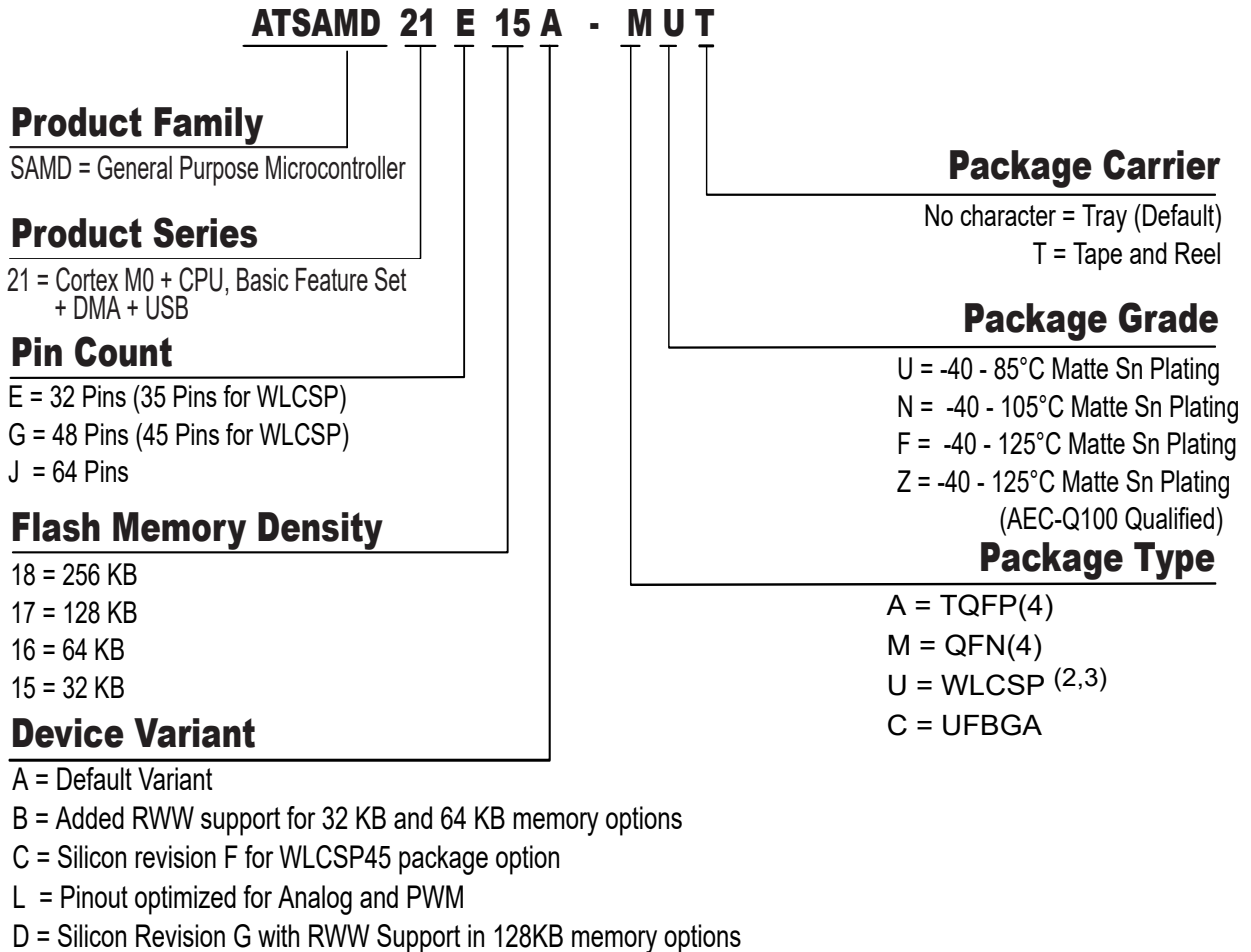 ATSAMD 21 E 15 A - M U T
Product Family
SAMD = General Purpose Microcontroller
Product Series
21 = Cortex M0 + CPU, Basic Feature Set
+ DMA + USB
Pin Count
E = 32 Pins (35 Pins for WLCSP)
G = 48 Pins (45 Pins for WLCSP)
J = 64 Pins
Flash Memory Density
18 = 256 KB
17 = 128 KB
16 = 64 KB
15 = 32 KB
Device Variant
A = Default Variant
B = Added RWW support for 32 KB and 64 KB memory options
C = Silicon revision F for WLCSP45 package option
L = Pinout optimized for Analog and PWM
D = Silicon Revision G with RWW Support in 128KB memory options
Package Carrier
No character = Tray (Default)
T = Tape and Reel
Package Grade
U = -40 - 85°C Matte Sn Plating
N = -40 - 105°C Matte Sn Plating
F = -40 - 125°C Matte Sn Plating
Z = -40 - 125°C Matte Sn Plating
(AEC-Q100 Qualified)
Package Type
A = TQFP(4)
M = QFN(4)
U = WLCSP (2,3)
C = UFBGA